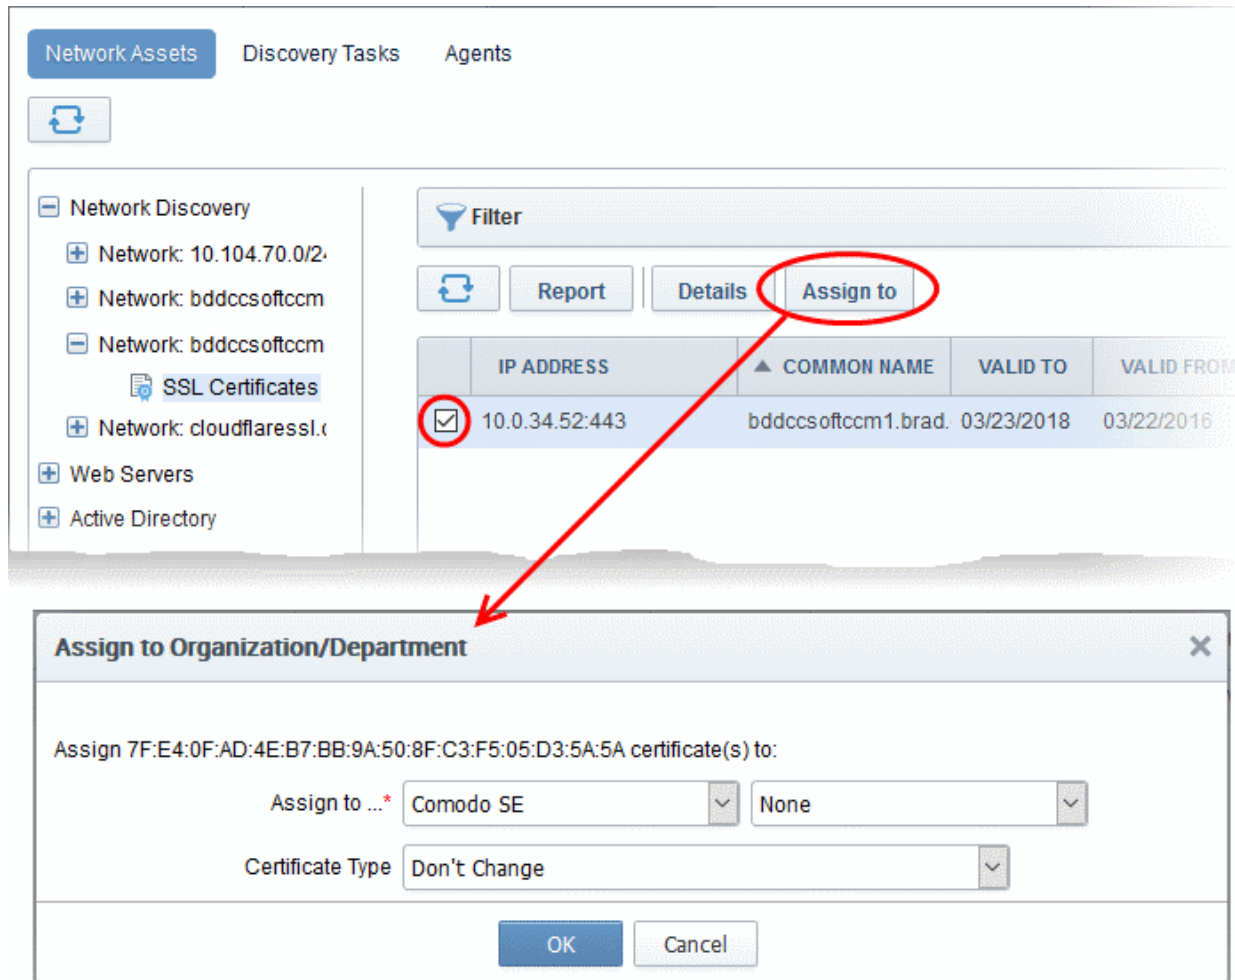 Network Assets Discovery Tasks Agents
Network Discovery
Network: 10.104.70.0/24
Network: bddccsoftccm
Network: bddccsoftccm
SSL Certificates
Network: cloudflaressl.c
Web Servers
Active Directory
Filter
Report Details Assign to
IP ADDRESS COMMON NAME VALID TO VALID FROM
10.0.34.52:443 bddccsoftccm1.brad. 03/23/2018 03/22/2016
Assign to Organization/Department
Assign 7F:E4:0F:AD:4E:B7:BB:9A:50:8F:C3:F5:05:D3:5A:5A certificate(s) to:
Assign to ...* Comodo SE None
Certificate Type Don't Change
OK Cancel